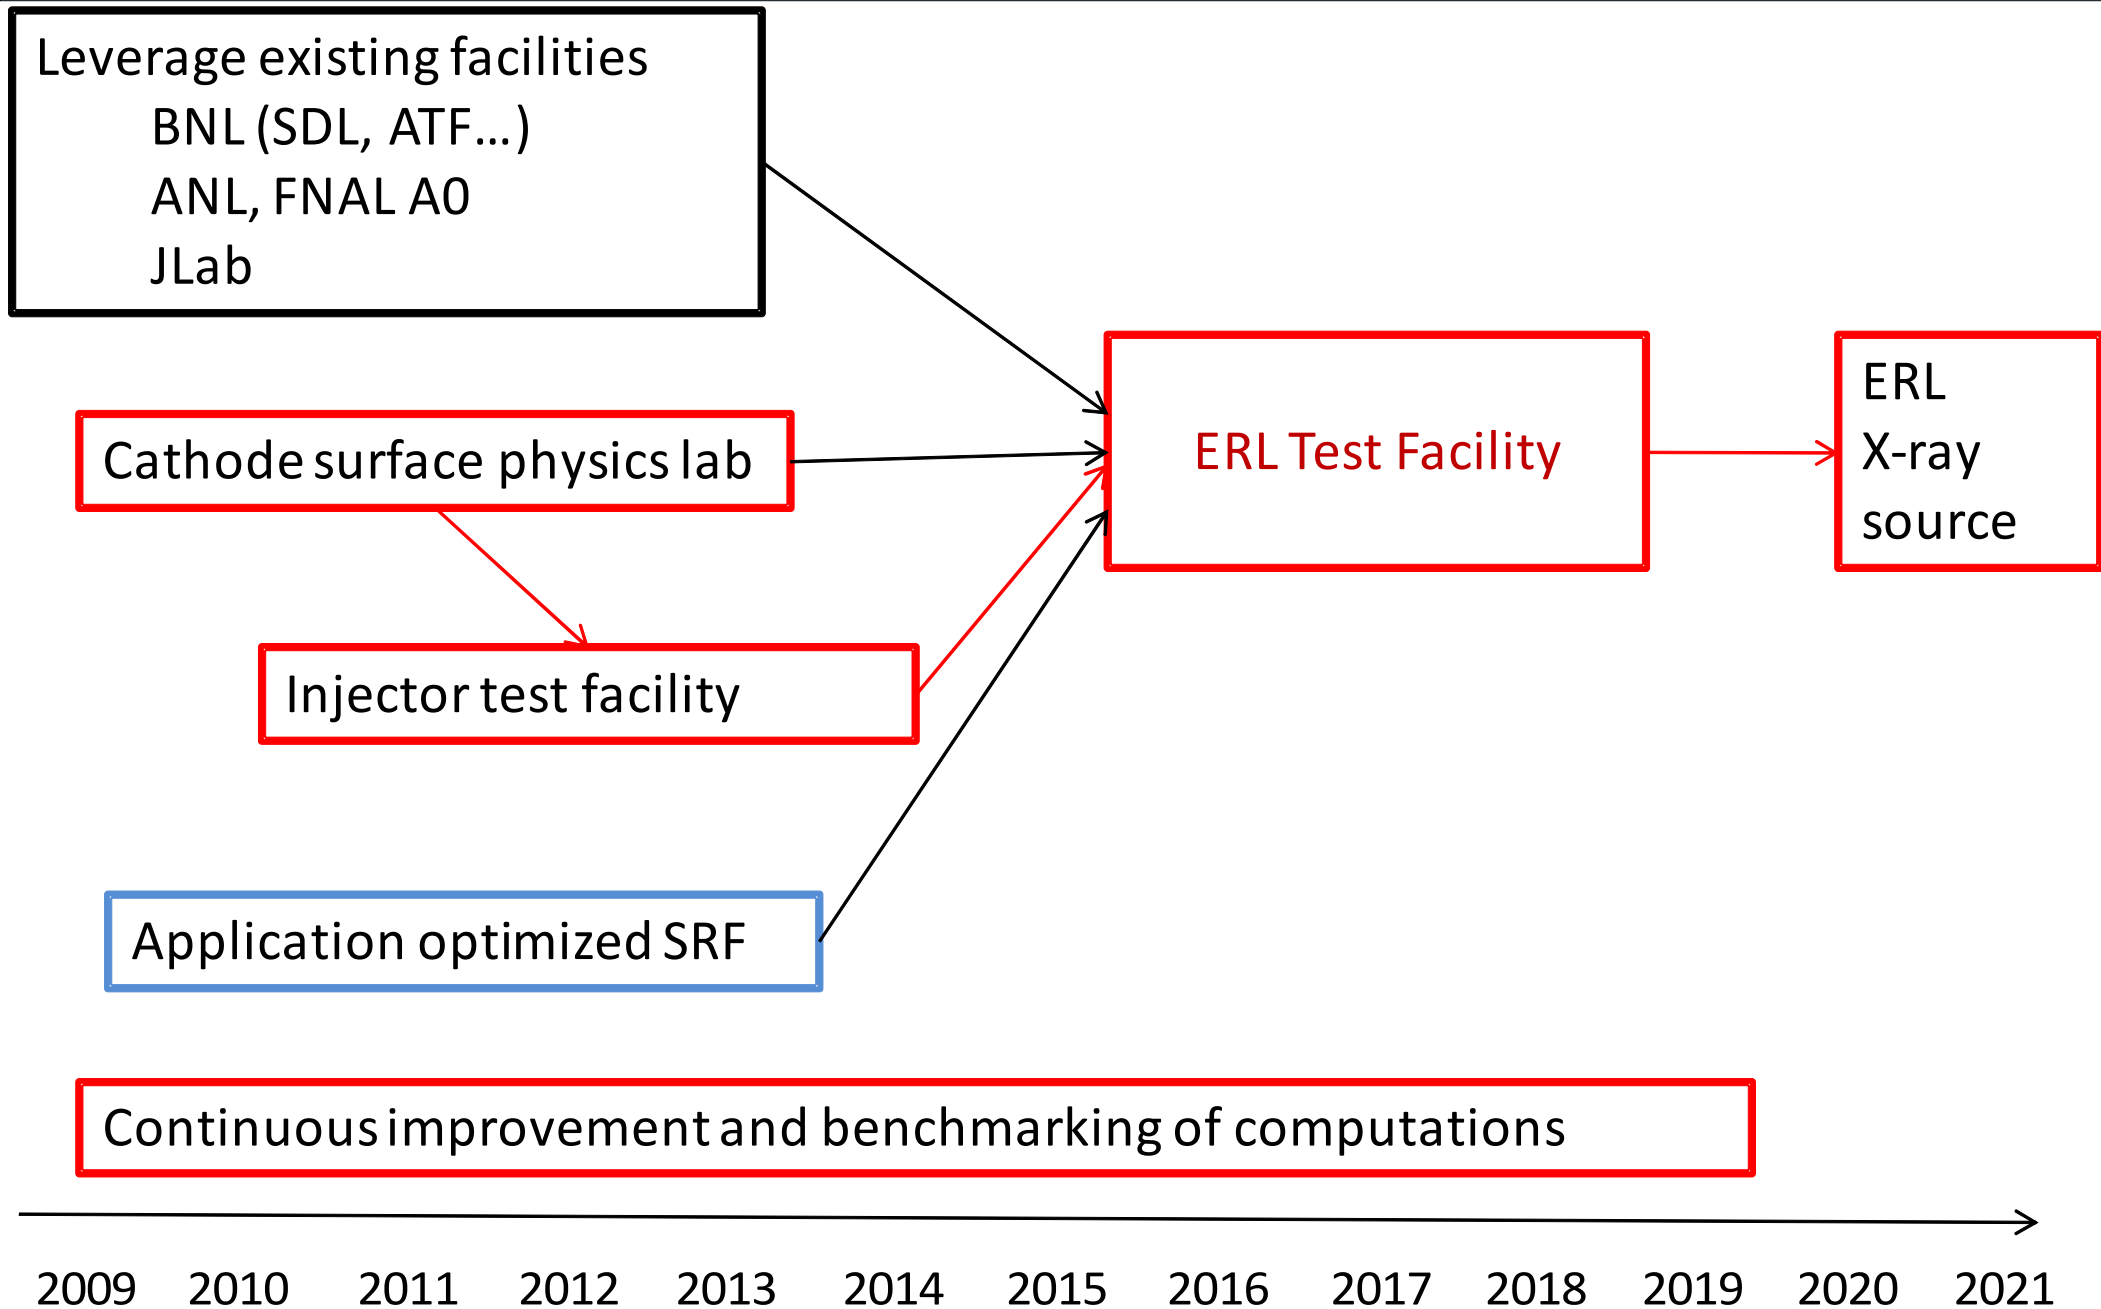 Leverage existing facilities
BNL (SDL, ATF...)
ANL, FNAL A0
JLab
Cathode surface physics lab
Injector test facility
Application optimized SRF
ERL Test Facility
ERL
X-ray
source
Continuous improvement and benchmarking of computations
2009 2010 2011 2012 2013 2014 2015 2016 2017 2018 2019 2020 2021